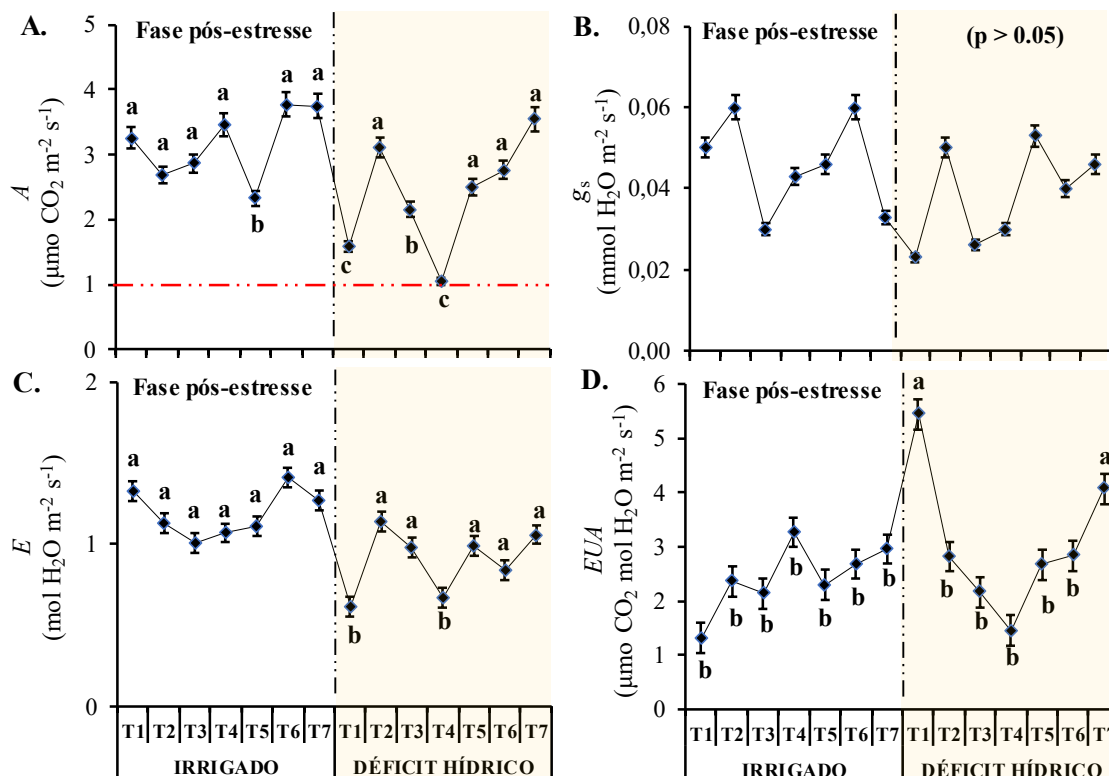 A.
Fase pós-estresse
5
4
3
2
1
0
A
(µmo CO₂ m⁻² s⁻¹)
a a a a b a a
c a b c a a a
B.
Fase pós-estresse
(p > 0.05)
0,08
0,06
0,04
0,02
0,00
gs
(mmol H₂O m⁻² s⁻¹)
C.
Fase pós-estresse
2
1
0
E
(mol H₂O m⁻² s⁻¹)
a a a a a a a
b a a b a a a
T1 T2 T3 T4 T5 T6 T7 T1 T2 T3 T4 T5 T6 T7
IRRIGADO DÉFICIT HÍDRICO
D.
Fase pós-estresse
6
5
4
3
2
1
0
EUA
(µmo CO₂ mol H₂O m⁻² s⁻¹)
b b b b b b b
a b b b b b a
T1 T2 T3 T4 T5 T6 T7 T1 T2 T3 T4 T5 T6 T7
IRRIGADO DÉFICIT HÍDRICO